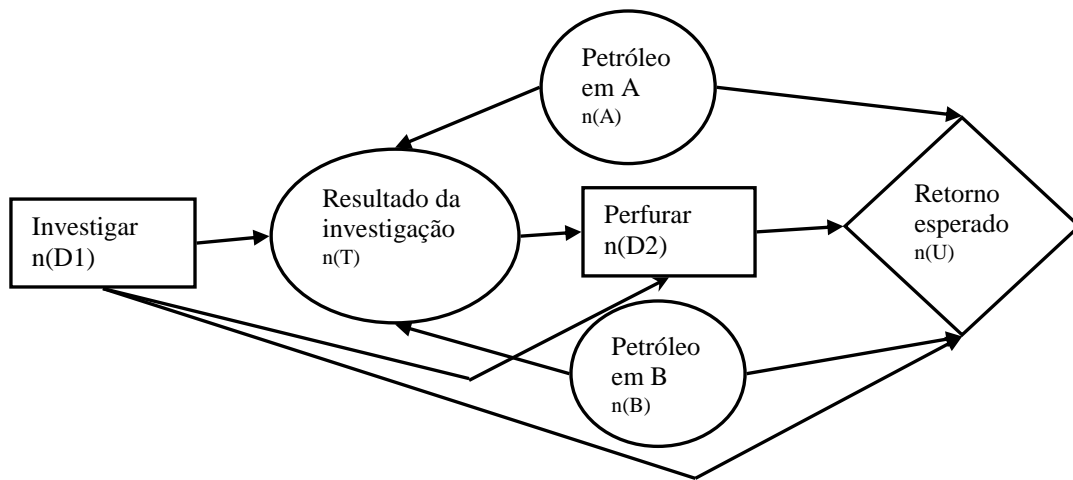 Petróleo
em A
n(A)
Investigar
n(D1)
Resultado da
investigação
n(T)
Perfurar
n(D2)
Retorno
esperado
n(U)
Petróleo
em B
n(B)